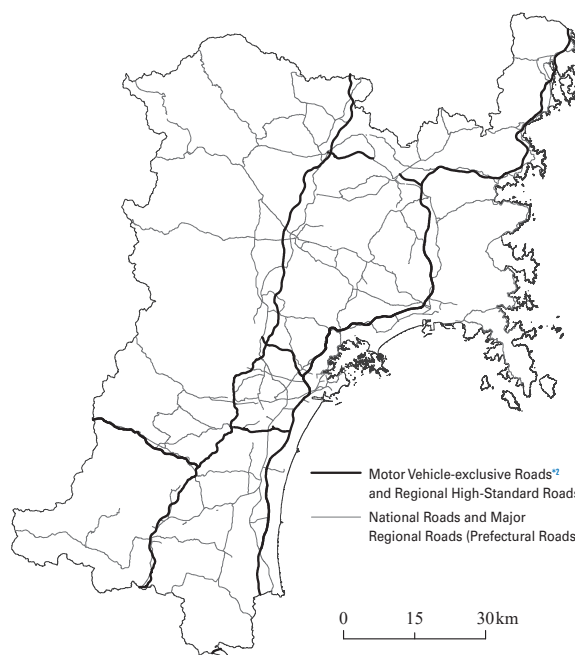 Motor Vehicle-exclusive Roads*2
and Regional High-Standard Roads
National Roads and Major
Regional Roads (Prefectural Roads
0 15 30km